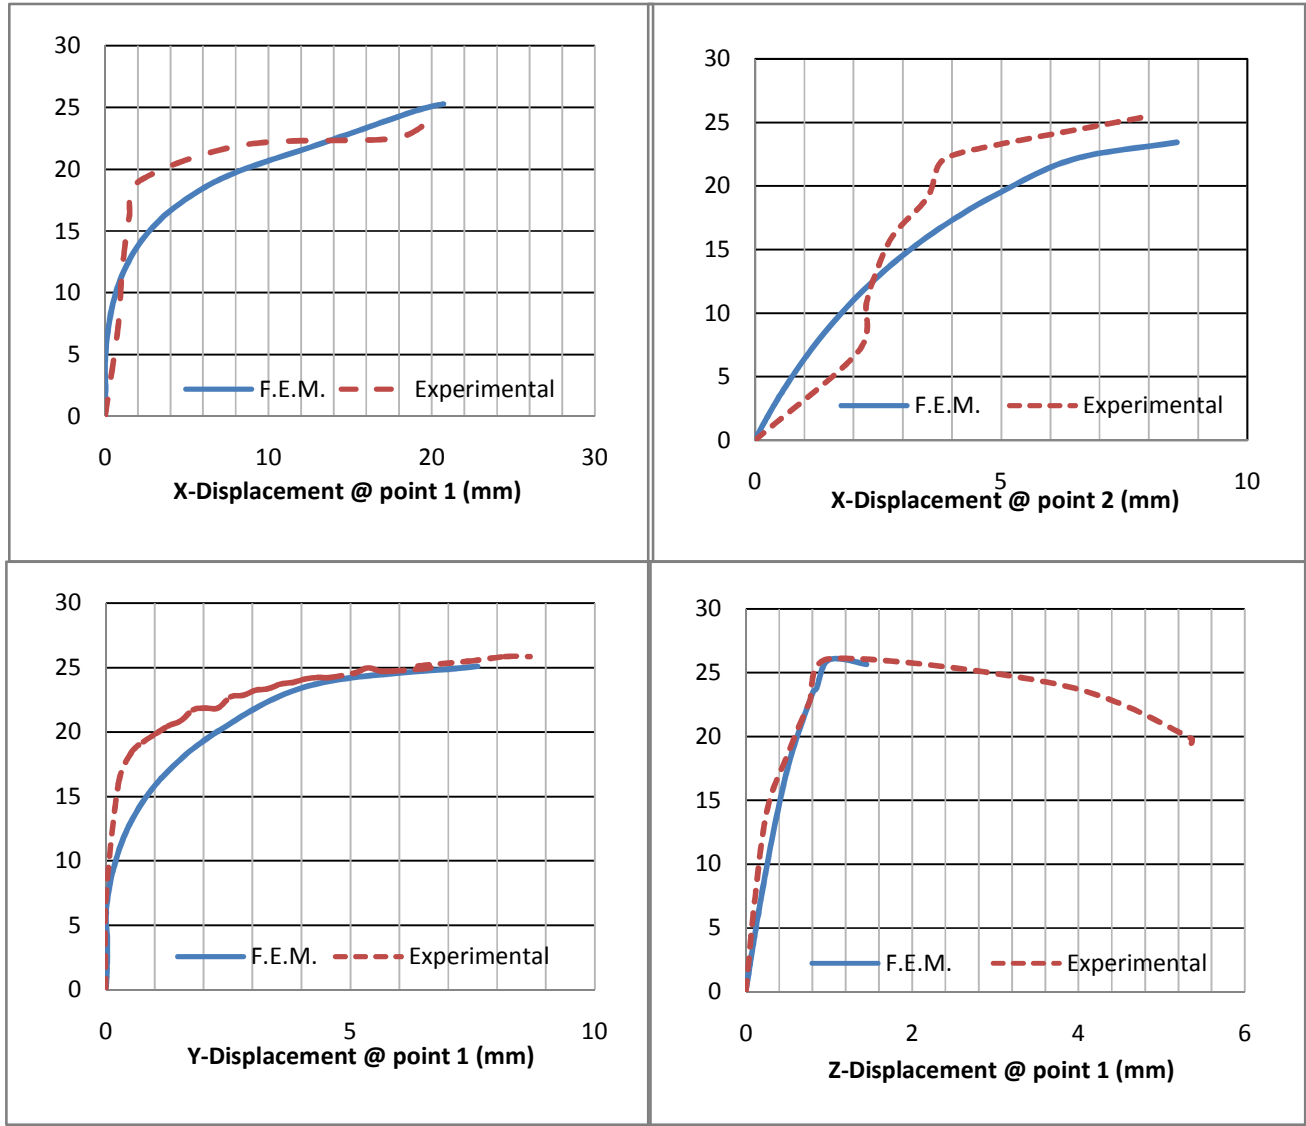 30
25
20
15
10
5
0
F.E.M. Experimental
0 10 20 30
X-Displacement @ point 1 (mm)
30
25
20
15
10
5
0
F.E.M. Experimental
0 5 10
X-Displacement @ point 2 (mm)
30
25
20
15
10
5
0
F.E.M. Experimental
0 5 10
Y-Displacement @ point 1 (mm)
30
25
20
15
10
5
0
F.E.M. Experimental
0 2 4 6
Z-Displacement @ point 1 (mm)